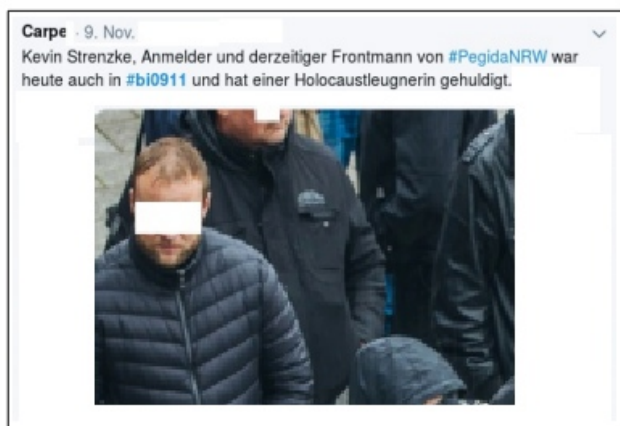 Carpe · 9. Nov.
Kevin Strenzke, Anmelder und derzeitiger Frontmann von #PegidaNRW war
heute auch in #bi0911 und hat einer Holocaustleugnerin gehuldigt.